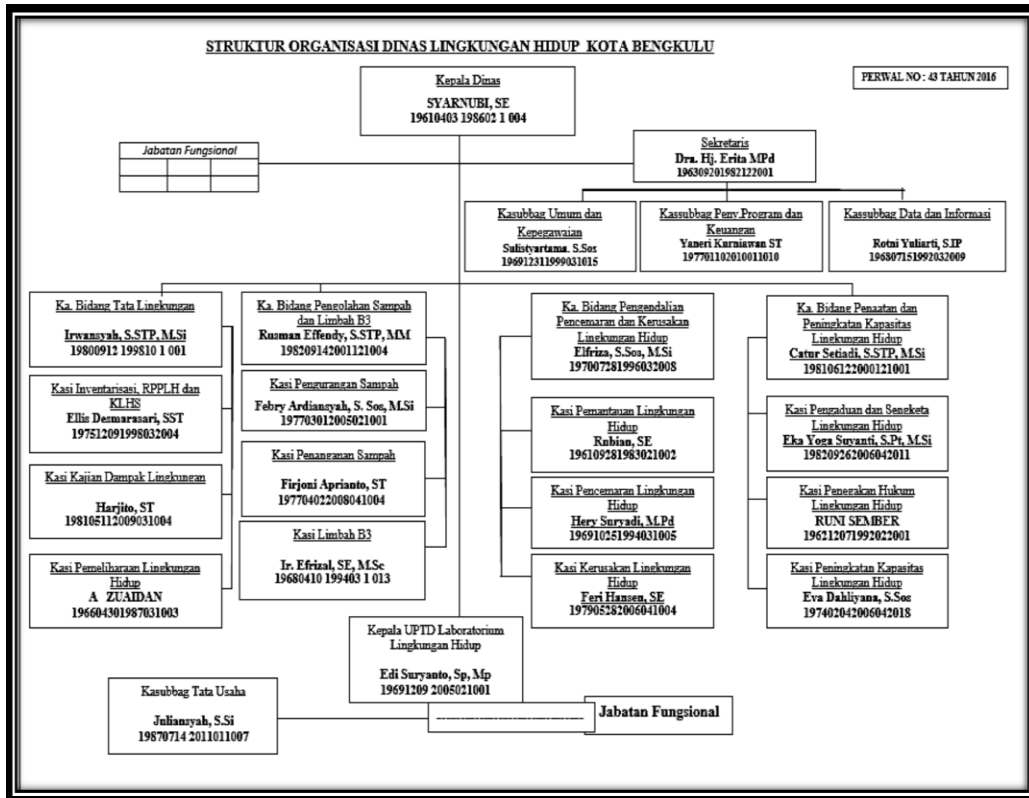 STRUKTUR ORGANISASI DINAS LINGKUNGAN HIDUP KOTA BENGKULU
PERWAL NO : 43 TAHUN 2016
Kepala Dinas
SYARNUBI, SE
19610403 198602 1 004
Jabatan Fungsional
Sekretaris
Dra. Hj. Erita MPd
196309201982122001
Kasubbag Umum dan
Kepegawaian
Sulistyartama. S.Sos
196912311999031015
Kassubbag Peny.Program dan
Keuangan
Yaneri Kurniawan ST
197701102010011010
Kassubbag Data dan Informasi
Rotni Yuliarti, S.IP
196807151992032009
Ka. Bidang Tata Lingkungan
Irwansyah, S.STP, M.Si
19800912 199810 1 001
Kasi Inventarisasi, RPPLH dan
KLHS
Ellis Desmarasari, SST
197512091998032004
Kasi Kajian Dampak Lingkungan
Harjito, ST
198105112009031004
Kasi Pemeliharaan Lingkungan
Hidup
A ZUAIDAN
196604301987031003
Ka. Bidang Pengolahan Sampah
dan Limbah B3
Rusman Effendy, S.STP, MM
198209142001121004
Kasi Pengurangan Sampah
Febry Ardiansyah, S. Sos, M.Si
197703012005021001
Kasi Penanganan Sampah
Firjoni Aprianto, ST
197704022008041004
Kasi Limbah B3
Ir. Efrizal, SE, M.Sc
19680410 199403 1 013
Ka. Bidang Pengendalian
Pencemaran dan Kerusakan
Lingkungan Hidup
Elfriza, S.Sos, M.Si
197007281996032008
Kasi Pemantauan Lingkungan
Hidup
Rubian, SE
196109281983021002
Kasi Pencemaran Lingkungan
Hidup
Hery Suryadi, M.Pd
196910251994031005
Kasi Kerusakan Lingkungan
Hidup
Feri Hansen, SE
197905282006041004
Ka. Bidang Penaatan dan
Peningkatan Kapasitas
Lingkungan Hidup
Catur Setiadi, S.STP, M.Si
198106122000121001
Kasi Pengaduan dan Sengketa
Lingkungan Hidup
Eka Yoga Suyanti, S.Pt, M.Si
198209262006042011
Kasi Penegakan Hukum
Lingkungan Hidup
RUNI SEMBER
196212071992022001
Kasi Peningkatan Kapasitas
Lingkungan Hidup
Eva Dahliyana, S.Sos
197402042006042018
Kepala UPTD Laboratorium
Lingkungan Hidup
Edi Suryanto, Sp, Mp
19691209 2005021001
Kasubbag Tata Usaha
Juliansyah, S.Si
19870714 2011011007
Jabatan Fungsional